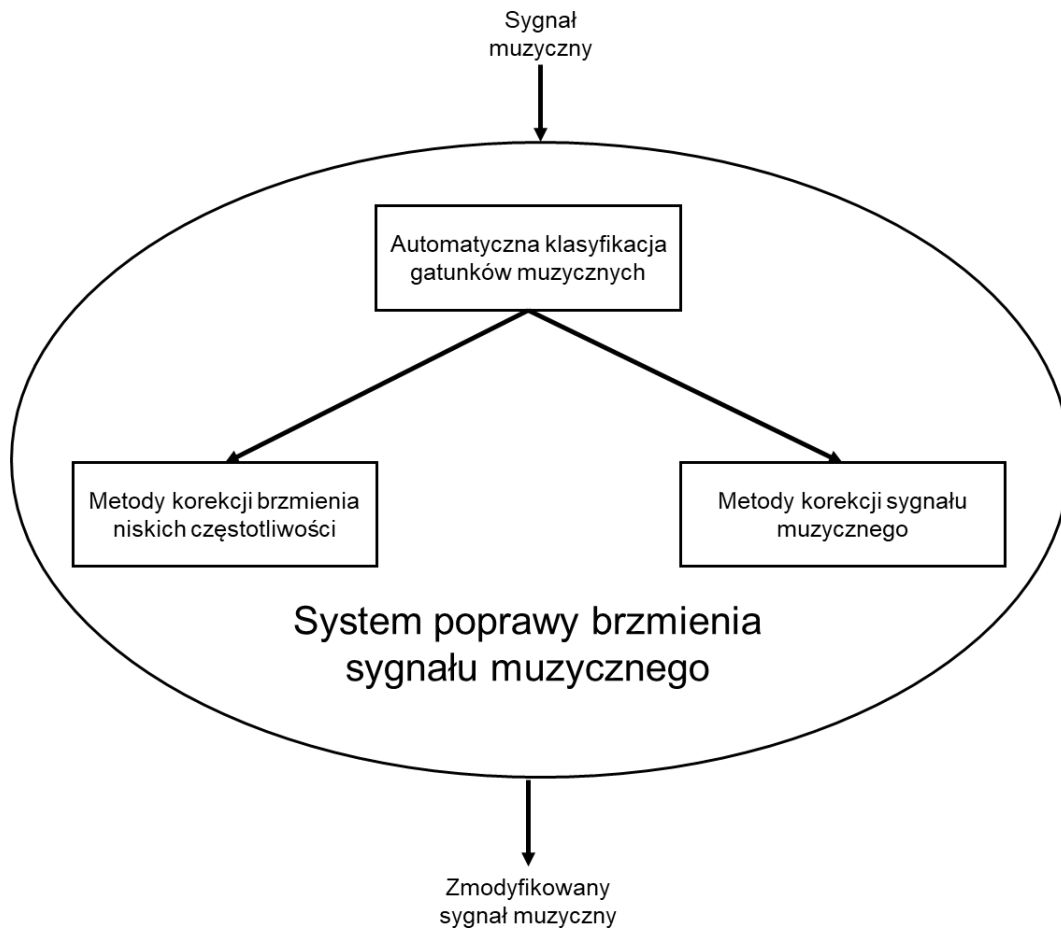 Sygnał
muzyczny
Automatyczna klasyfikacja
gatunków muzycznych
Metody korekcji brzmienia
niskich częstotliwości
Metody korekcji sygnału
muzycznego
System poprawy brzmienia
sygnału muzycznego
Zmodyfikowany
sygnał muzyczny